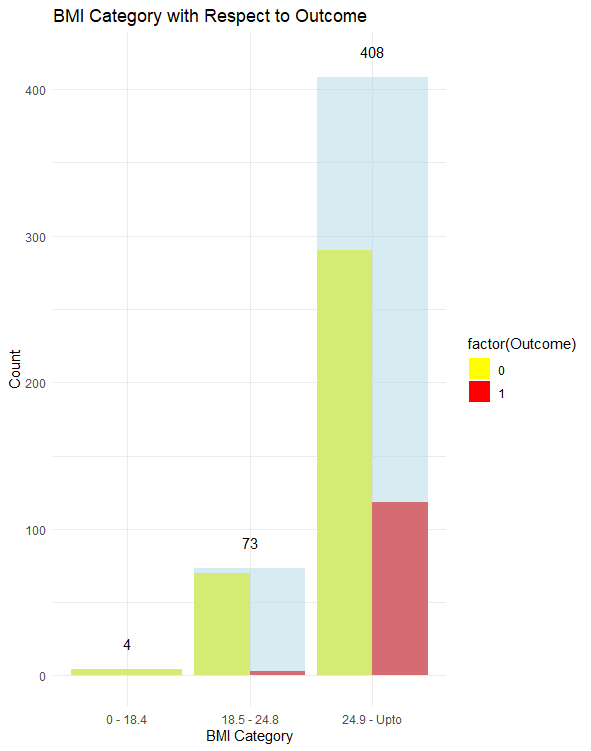 BMI Category with Respect to Outcome
408
400
300
factor(Outcome)
0
1
Count
200
100
73
4
0
0 - 18.4
18.5 - 24.8
24.9 - Upto
BMI Category